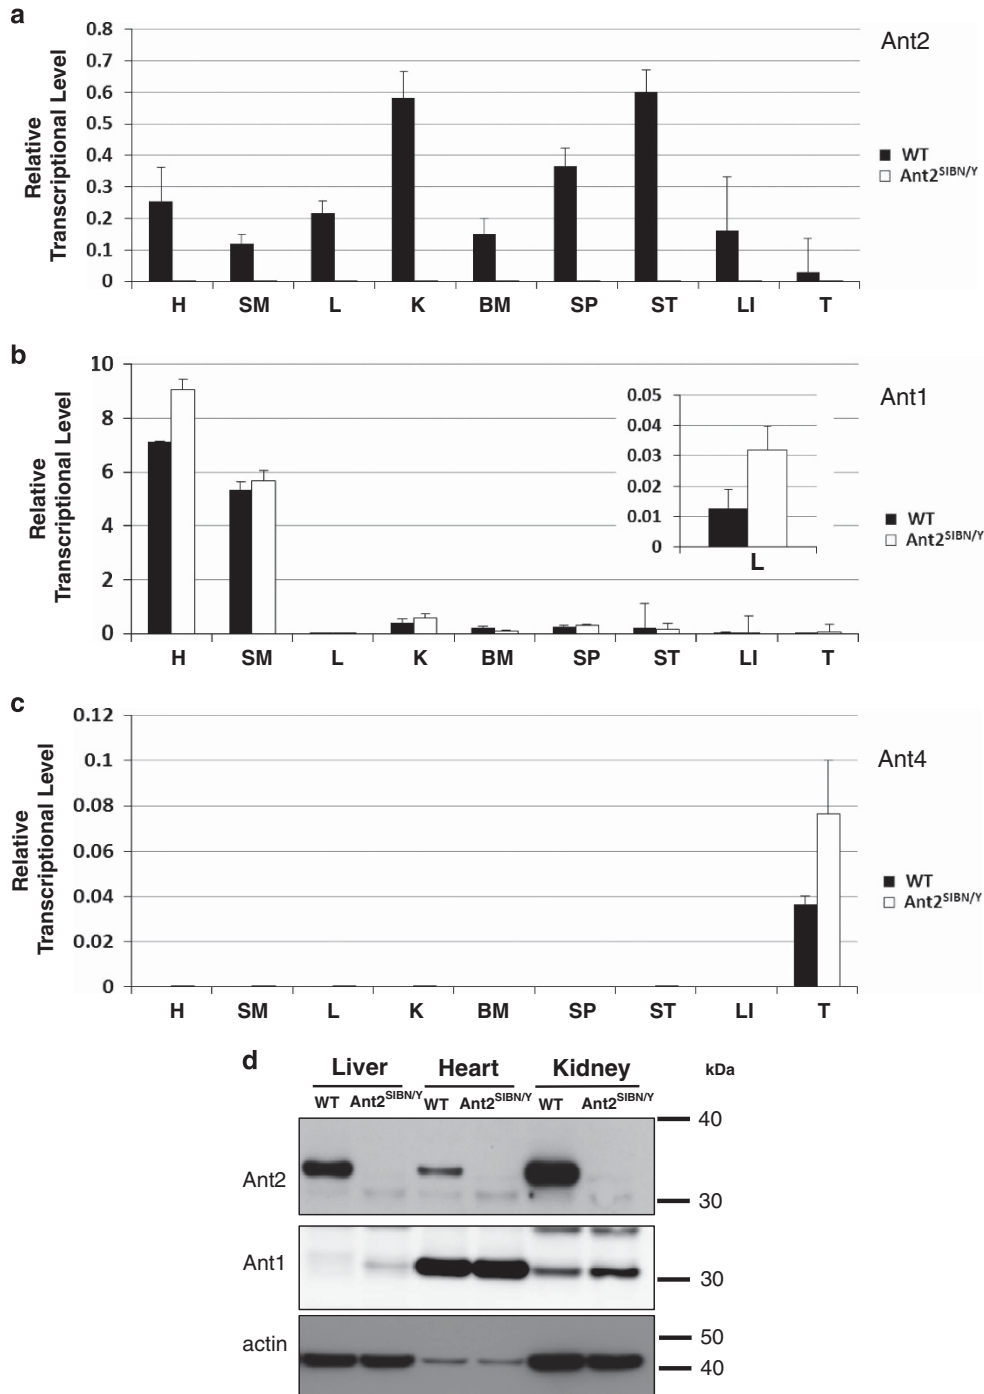 a
Ant2
Relative
Transcriptional Level
0.8
0.7
0.6
0.5
0.4
0.3
0.2
0.1
0
WT
Ant2SIBN/Y
H SM L K BM SP ST LI T
b
Ant1
Relative
Transcriptional Level
10
8
6
4
2
0
0.05
0.04
0.03
0.02
0.01
0
L
WT
Ant2SIBN/Y
H SM L K BM SP ST LI T
c
Ant4
Relative
Transcriptional Level
0.12
0.1
0.08
0.06
0.04
0.02
0
WT
Ant2SIBN/Y
H SM L K BM SP ST LI T
d
Liver Heart Kidney kDa
WT Ant2SIBN/Y WT Ant2SIBN/Y WT Ant2SIBN/Y
40
Ant2
30
Ant1
30
actin
50
40